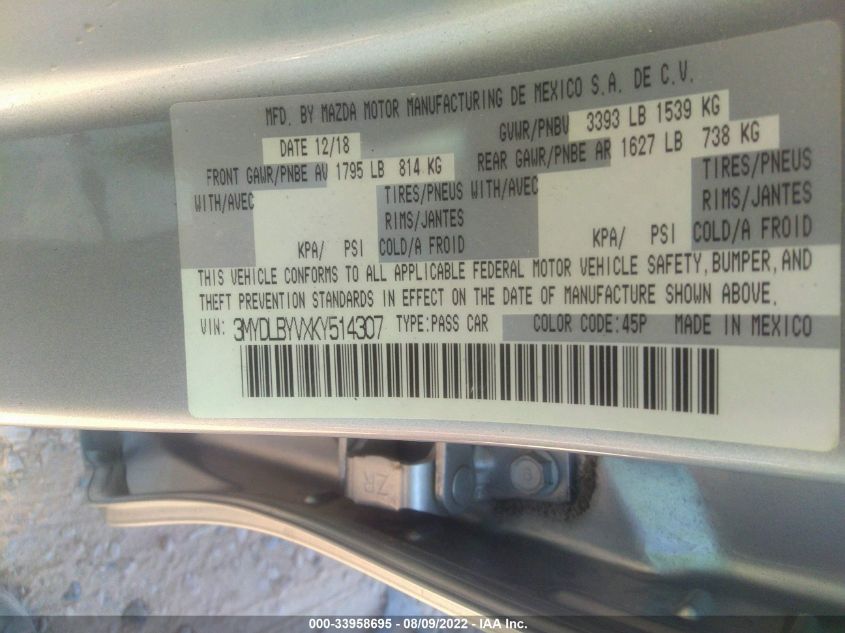 MFD. BY MAZDA MOTOR MANUFACTURING DE MEXICO S.A. DE C.V.
DATE 12/18 GVWR/PNBV 3393 LB 1539 KG
FRONT GAWR/PNBE AV 1795 LB 814 KG REAR GAWR/PNBE AR 1627 LB 738 KG
WITH/AVEC TIRES/PNEUS WITH/AVEC TIRES/PNEUS
RIMS/JANTES RIMS/JANTES
KPA/ PSI COLD/A FROID KPA/ PSI COLD/A FROID
THIS VEHICLE CONFORMS TO ALL APPLICABLE FEDERAL MOTOR VEHICLE SAFETY, BUMPER, AND
THEFT PREVENTION STANDARDS IN EFFECT ON THE DATE OF MANUFACTURE SHOWN ABOVE.
VIN: 3MYDLBYVXKY514307 TYPE:PASS CAR COLOR CODE:45P MADE IN MEXICO
ZR
000-33958695 - 08/09/2022 - IAA Inc.